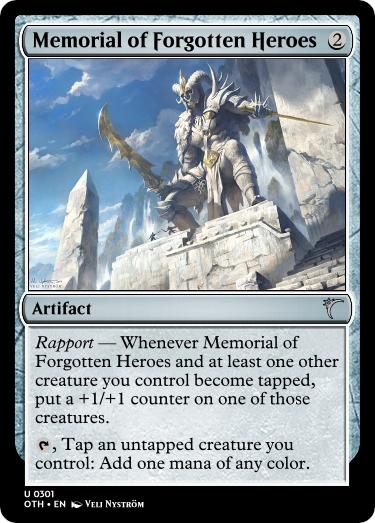 Memorial of Forgotten Heroes 2
VELI NYSTRÖM
Artifact
Rapport — Whenever Memorial of
Forgotten Heroes and at least one other
creature you control become tapped,
put a +1/+1 counter on one of those
creatures.
, Tap an untapped creature you
control: Add one mana of any color.
U 0301
OTH • EN VELI NYSTRÖM